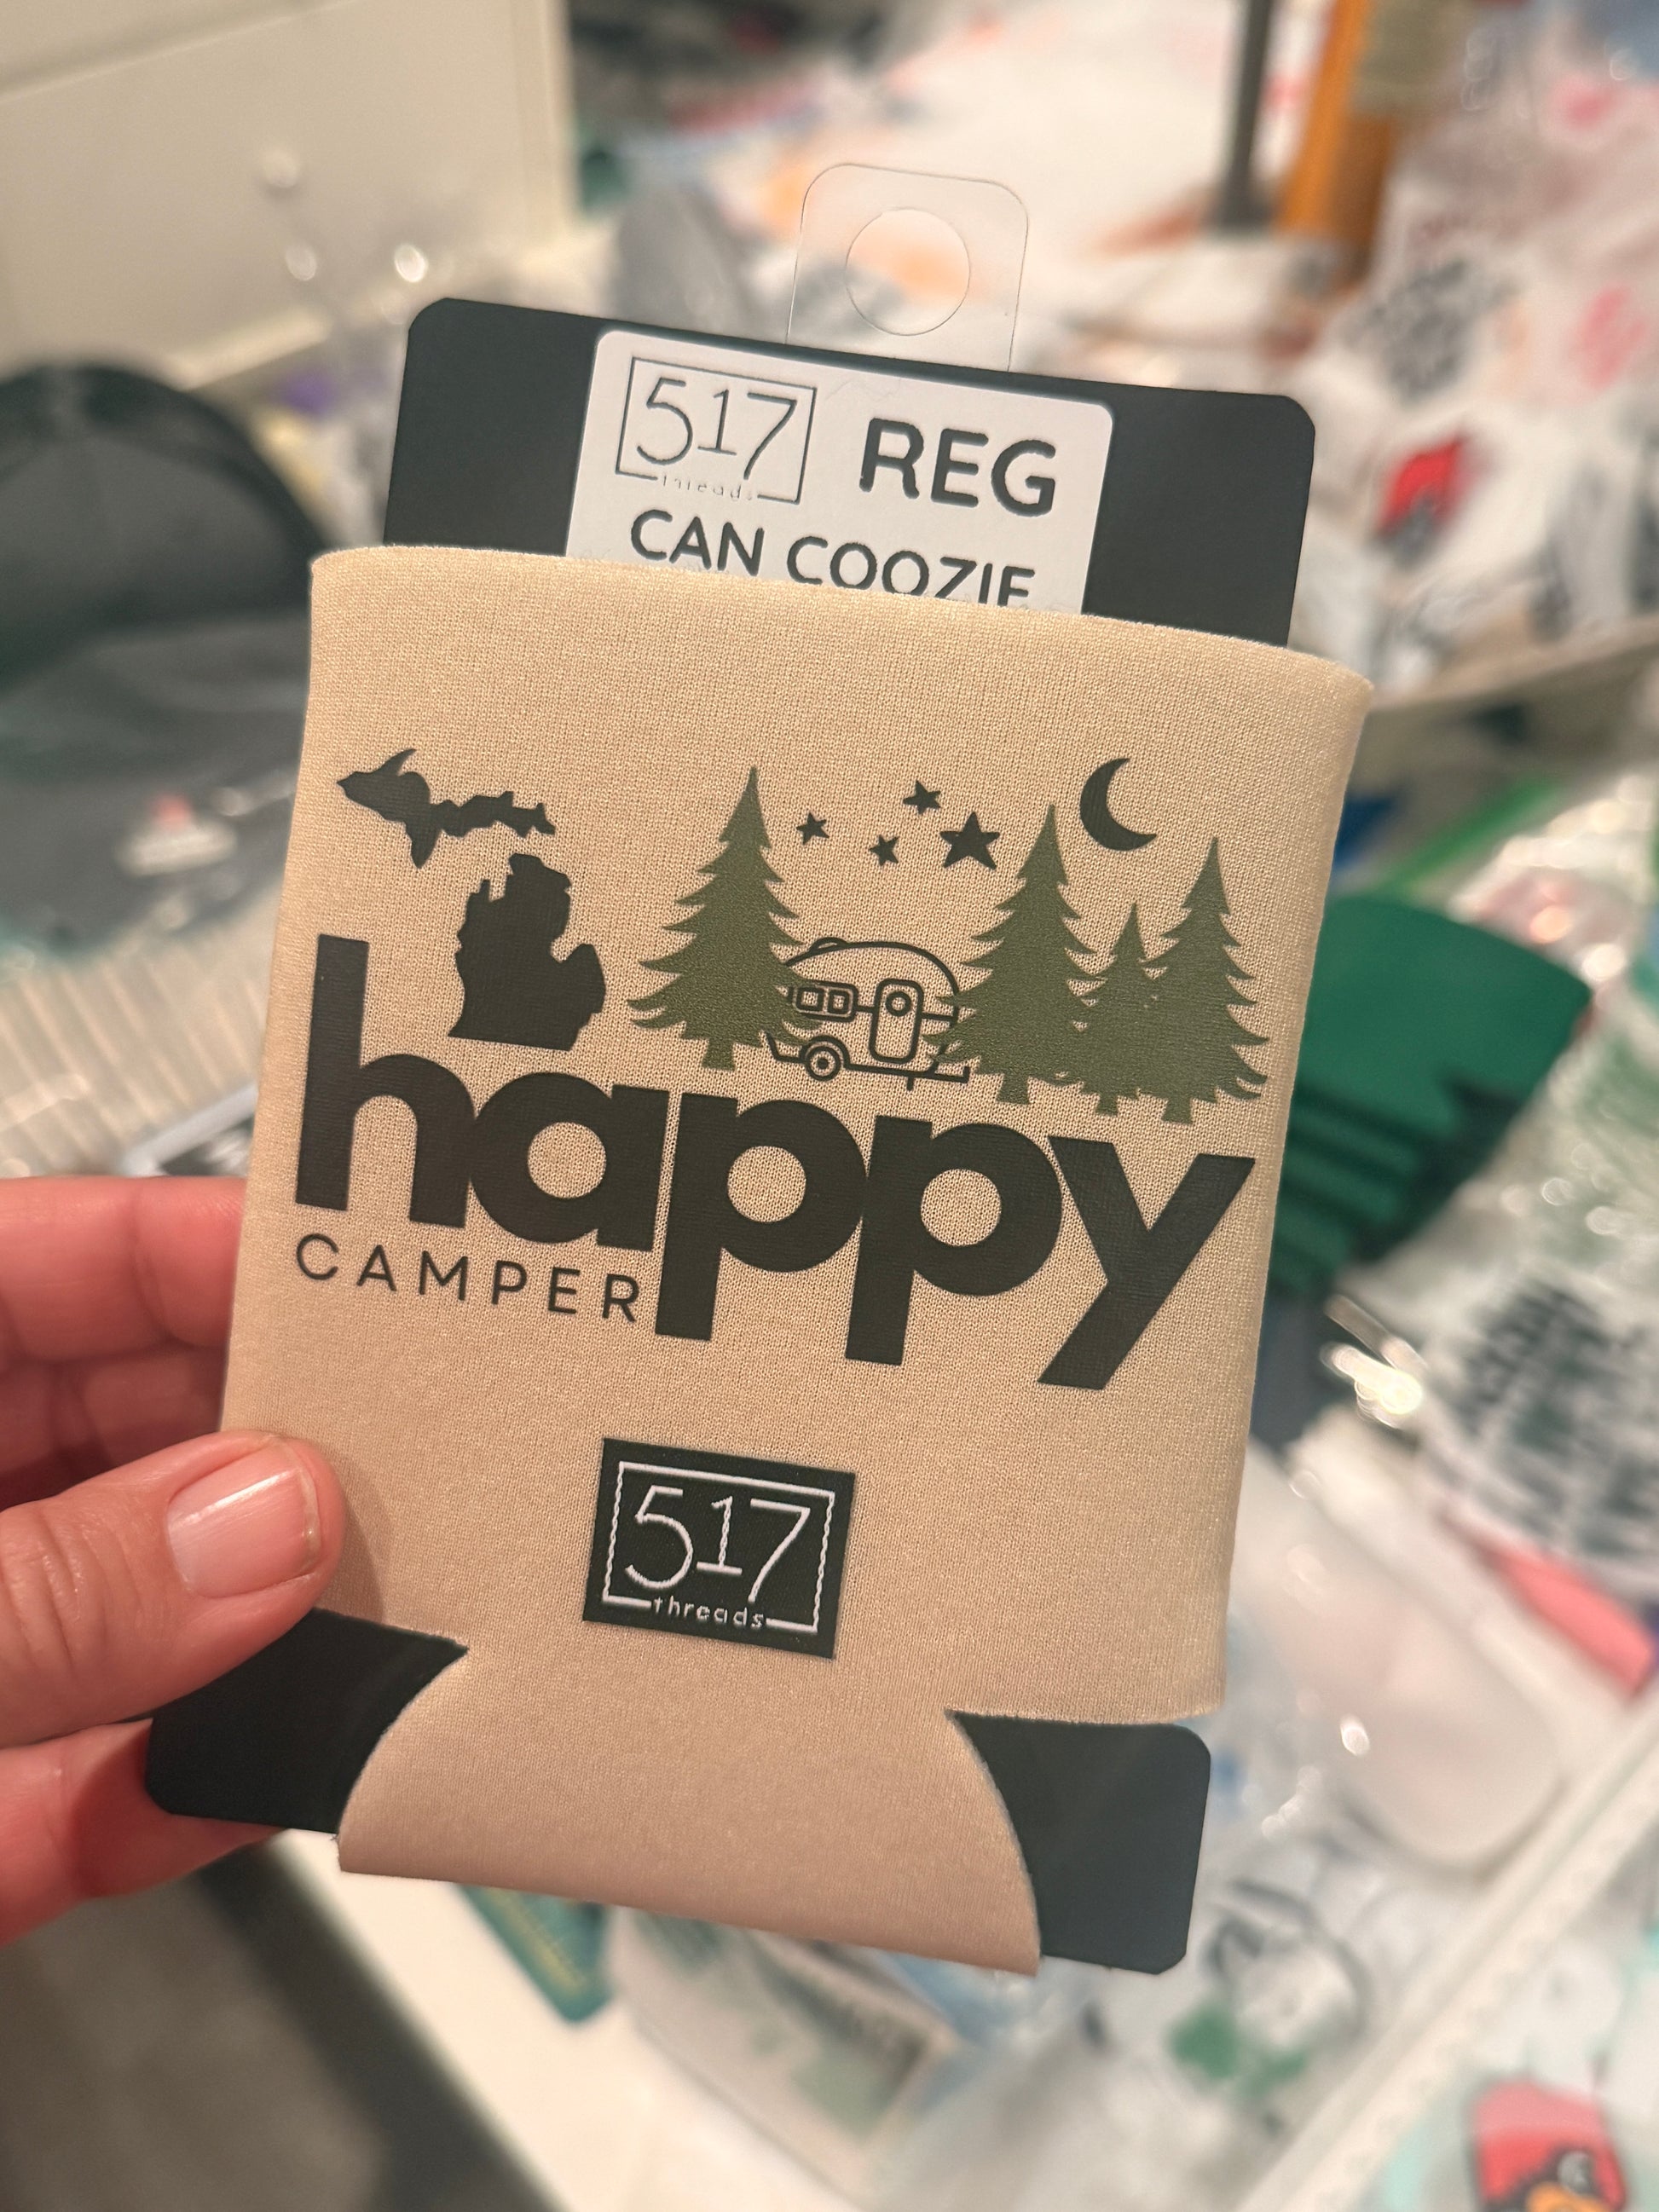 517 REG
threads
CAN COOZIE
happy
CAMPER
517
threads